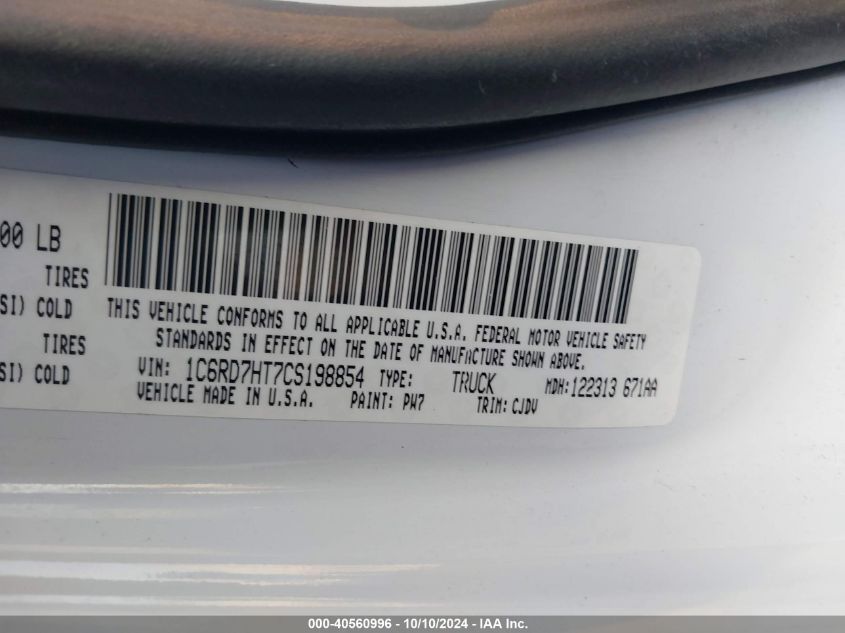 00 LB
TIRES
SI) COLD
TIRES
SI) COLD
THIS VEHICLE CONFORMS TO ALL APPLICABLE U.S.A. FEDERAL MOTOR VEHICLE SAFETY
STANDARDS IN EFFECT ON THE DATE OF MANUFACTURE SHOWN ABOVE.
VIN: 1C6RD7HT7CS198854 TYPE: TRUCK MDH:122313 671AA
VEHICLE MADE IN U.S.A. PAINT: PW7 TRIM: CJDV
000-40560996 - 10/10/2024 - IAA Inc.